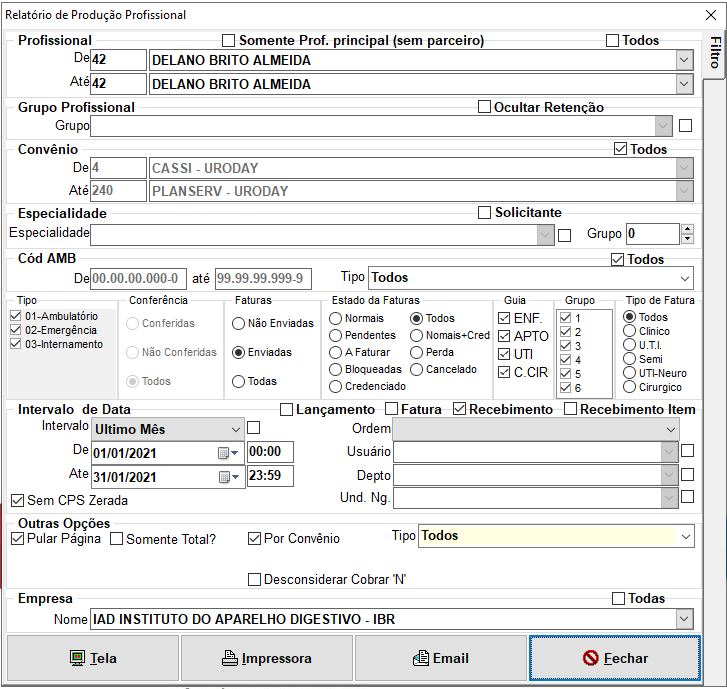 Relatório de Produção Profissional
Filtro
Profissional Somente Prof. principal (sem parceiro) Todos
De 42 DELANO BRITO ALMEIDA
Até 42 DELANO BRITO ALMEIDA
Grupo Profissional Ocultar Retenção
Grupo
Convênio Todos
De 4 CASSI - URODAY
Até 240 PLANSERV - URODAY
Especialidade Solicitante
Especialidade Grupo 0
Cód AMB Todos
De 00.00.00.000-0 até 99.99.99.999-9 Tipo Todos
Tipo
01-Ambulatório
02-Emergência
03-Internamento
Conferência
Conferidas
Não Conferidas
Todos
Faturas
Não Enviadas
Enviadas
Todas
Estado da Faturas
Normais Todos
Pendentes Nomais+Cred
A Faturar Perda
Bloqueadas Cancelado
Credenciado
Guia
ENF.
APTO
UTI
C.CIR
Grupo
1
2
3
4
5
6
Tipo de Fatura
Todos
Clinico
U.T.I.
Semi
UTI-Neuro
Cirurgico
Intervalo de Data Lançamento Fatura Recebimento Recebimento Item
Intervalo Ultimo Mês Ordem
De 01/01/2021 00:00 Usuário
Ate 31/01/2021 23:59 Depto
Und. Ng.
Sem CPS Zerada
Outras Opções
Pular Página Somente Total? Por Convênio Tipo Todos
Desconsiderar Cobrar 'N'
Empresa Todas
Nome IAD INSTITUTO DO APARELHO DIGESTIVO - IBR
Tela Impressora Email Fechar